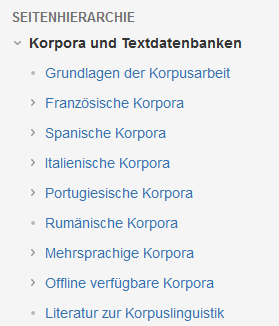 SEITENHIERARCHIE
Korpora und Textdatenbanken
Grundlagen der Korpusarbeit
Französische Korpora
Spanische Korpora
Italienische Korpora
Portugiesische Korpora
Rumänische Korpora
Mehrsprachige Korpora
Offline verfügbare Korpora
Literatur zur Korpuslinguistik